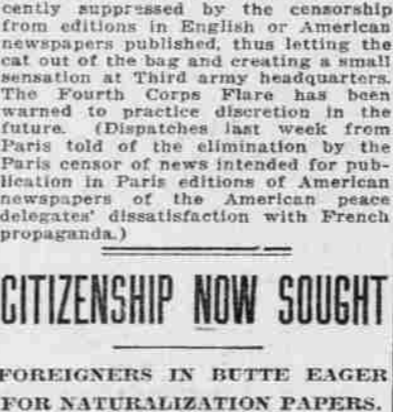 cently suppressed by the censorship
from editions in English or American
newspapers published, thus letting the
cat out of the bag and creating a small
sensation at Third army headquarters.
The Fourth Corps Flare has been
warned to practice discretion in the
future. (Dispatches last week from
Paris told of the elimination by the
Paris censor of news intended for pub-
lication in Paris editions of American
newspapers of the American peace
delegates' dissatisfaction with French
propaganda.)
CITIZENSHIP NOW SOUGHT
FOREIGNERS IN BUTTE EAGER
FOR NATURALIZATION PAPERS.